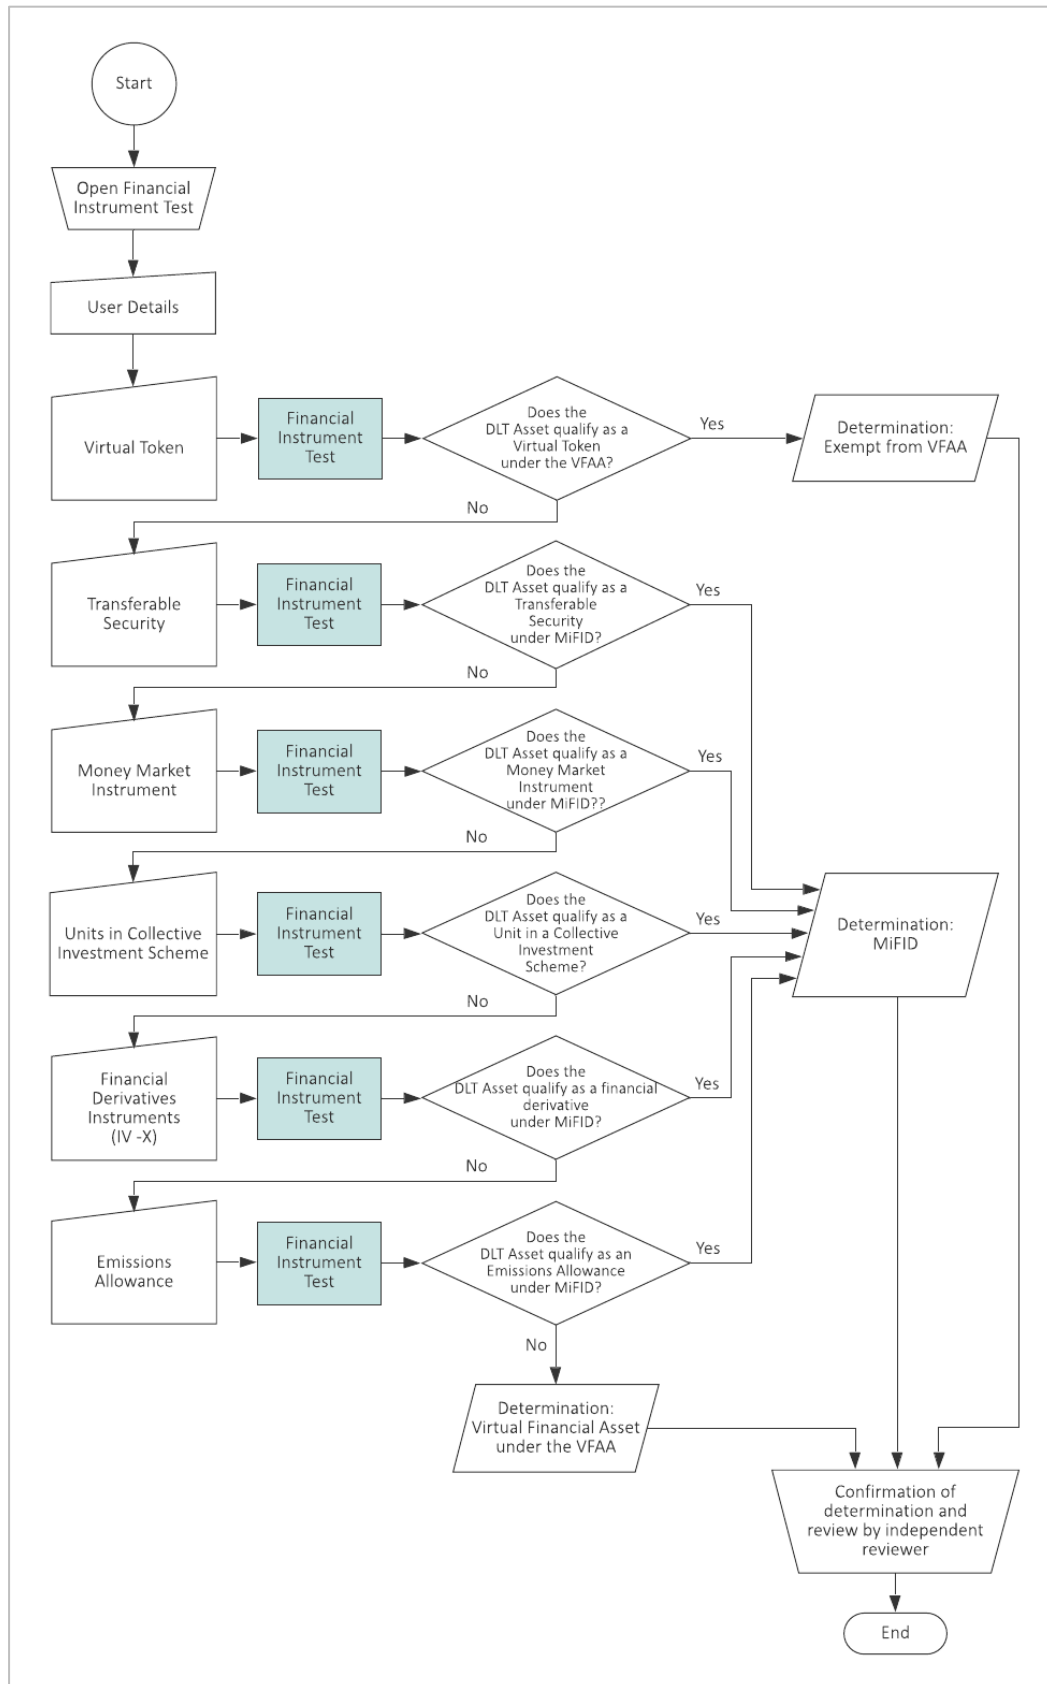 Start
Open Financial
Instrument Test
User Details
Virtual Token
Financial
Instrument
Test
Does the
DLT Asset qualify as a
Virtual Token
under the VFAA?
Yes
Determination:
Exempt from VFAA
No
Transferable
Security
Financial
Instrument
Test
Does the
DLT Asset qualify as a
Transferable
Security
under MiFID?
Yes
No
Money Market
Instrument
Financial
Instrument
Test
Does the
DLT Asset qualify as a
Money Market
Instrument
under MiFID??
Yes
No
Units in Collective
Investment Scheme
Financial
Instrument
Test
Does the
DLT Asset qualify as a
Unit in a Collective
Investment
Scheme?
Yes
Determination:
MiFID
No
Financial
Derivatives
Instruments
(IV -X)
Financial
Instrument
Test
Does the
DLT Asset qualify as a financial
derivative
under MiFID?
Yes
No
Emissions
Allowance
Financial
Instrument
Test
Does the
DLT Asset qualify as an
Emissions Allowance
under MiFID?
Yes
No
Determination:
Virtual Financial Asset
under the VFAA
Confirmation of
determination and
review by independent
reviewer
End